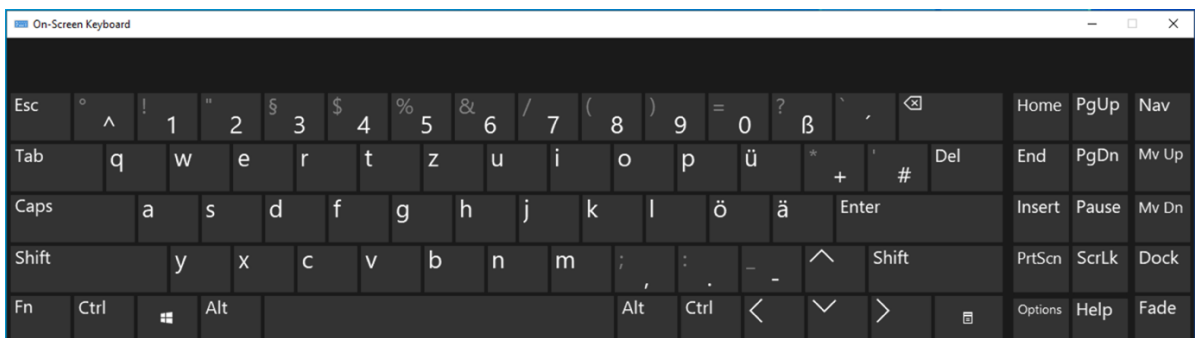 On-Screen Keyboard
Esc ° ^ ! 1 " 2 § 3 $ 4 % 5 & 6 / 7 ( 8 ) 9 = 0 ? ß ` ´ Home PgUp Nav
Tab q w e r t z u i o p ü * + ' # Del End PgDn Mv Up
Caps a s d f g h j k l ö ä Enter Insert Pause Mv Dn
Shift y x c v b n m ; , : . _ - Shift PrtScn ScrLk Dock
Fn Ctrl Alt Alt Ctrl Options Help Fade